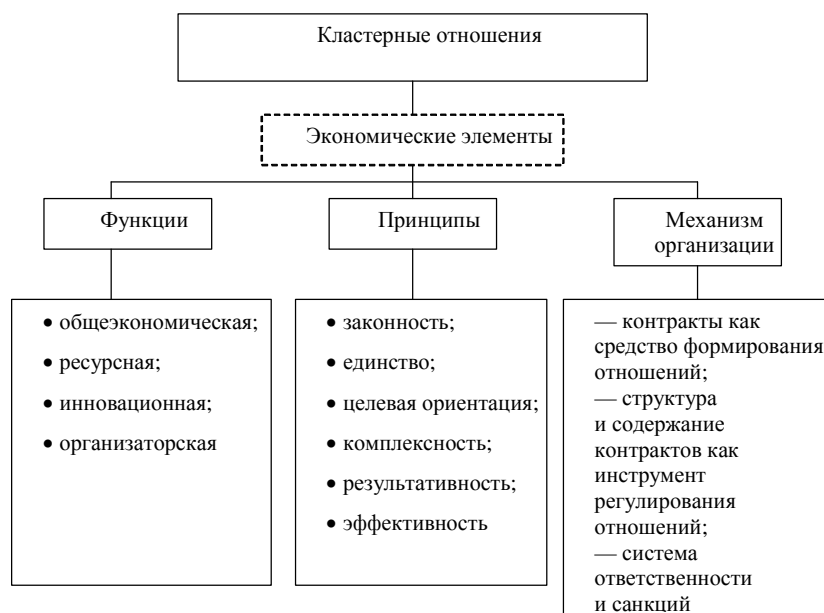 Кластерные отношения
Экономические элементы
Функции
Принципы
Механизм
организации
• общеэкономическая;
• ресурсная;
• инновационная;
• организаторская
• законность;
• единство;
• целевая ориентация;
• комплексность;
• результативность;
• эффективность
— контракты как
средство формирования
отношений;
— структура
и содержание
контрактов как
инструмент
регулирования
отношений;
— система
ответственности
и санкций